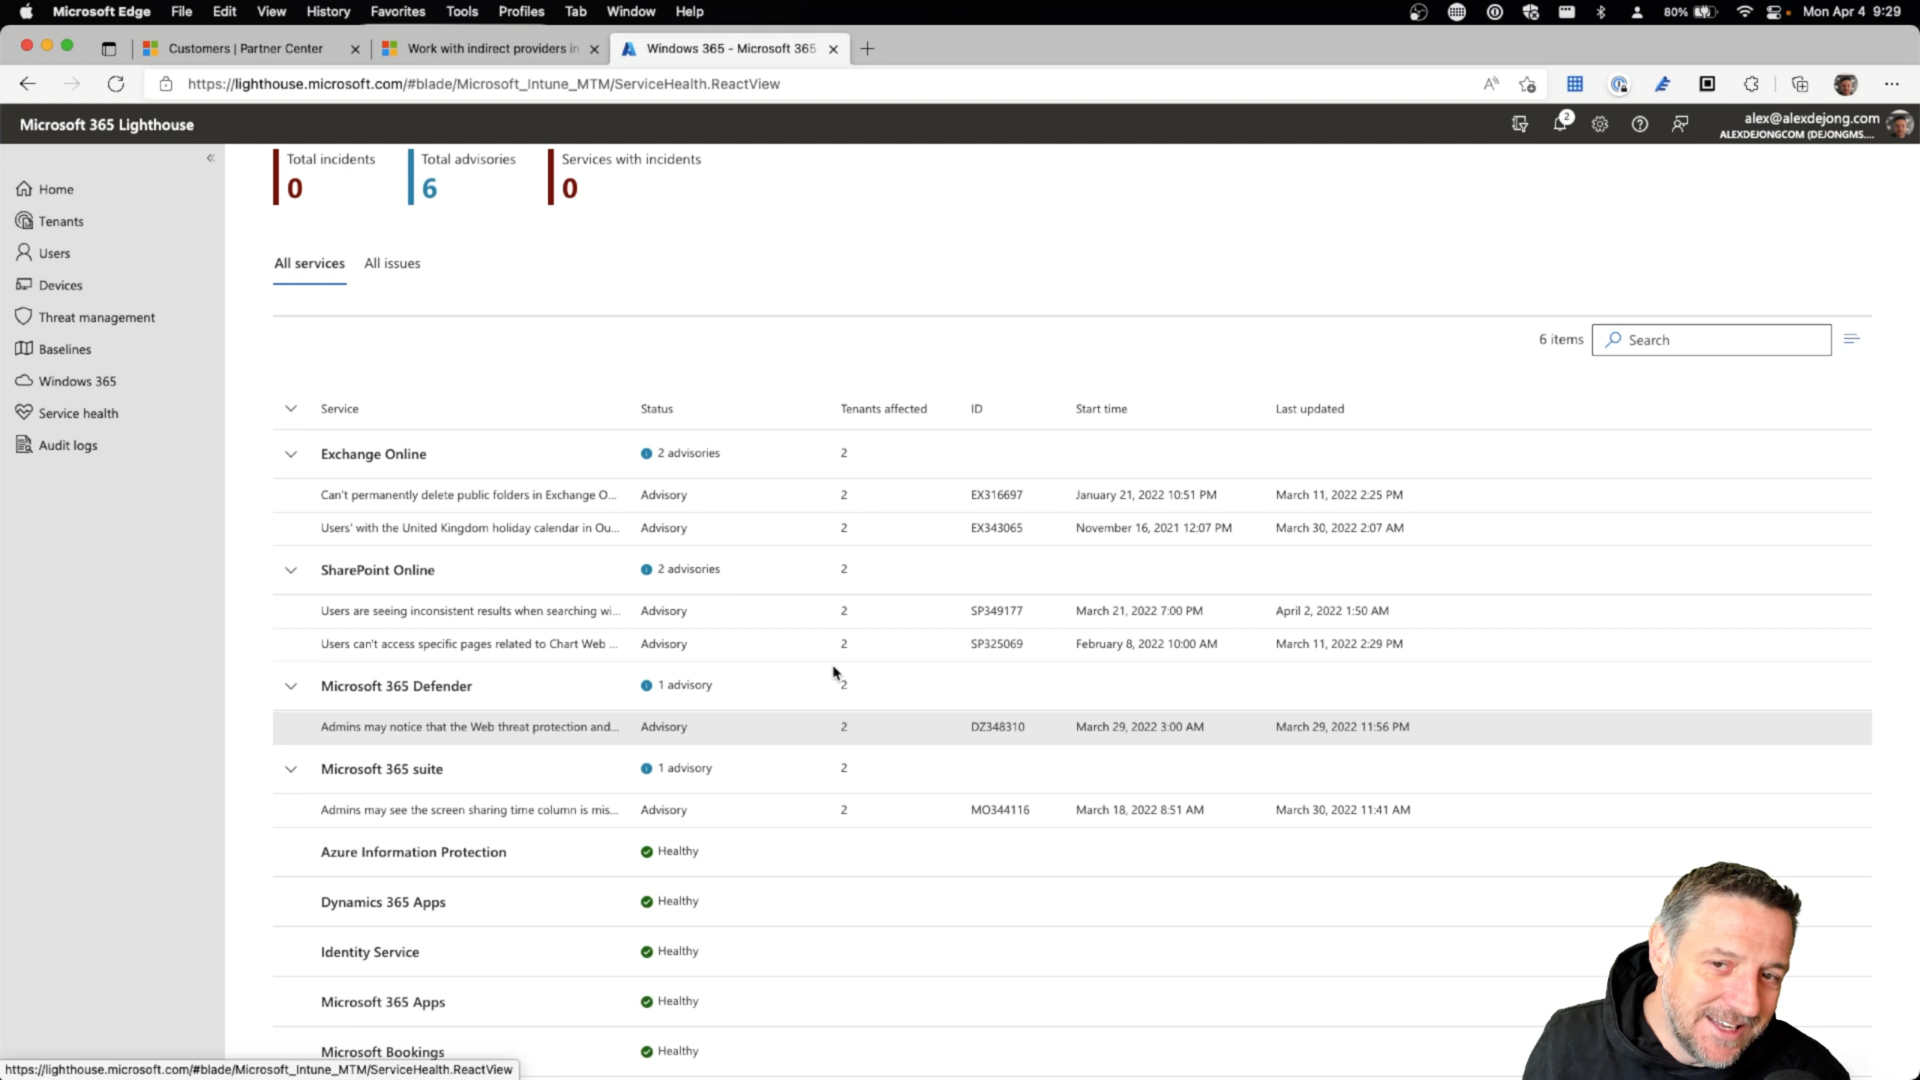 Microsoft Edge File Edit View History Favorites Tools Profiles Tab Window Help 80% Mon Apr 4 9:29
Customers | Partner Center Work with indirect providers in Windows 365 - Microsoft 365
https://lighthouse.microsoft.com/#blade/Microsoft_Intune_MTM/ServiceHealth.ReactView
Microsoft 365 Lighthouse 2 alex@alexdejong.com
ALEXDEJONGCOM (DEJONGMS....
Home
Tenants
Users
Devices
Threat management
Baselines
Windows 365
Service health
Audit logs
Total incidents Total advisories Services with incidents
0 6 0
All services All issues
6 items Search
Service Status Tenants affected ID Start time Last updated
Exchange Online 2 advisories 2
Can't permanently delete public folders in Exchange O... Advisory 2 EX316697 January 21, 2022 10:51 PM March 11, 2022 2:25 PM
Users' with the United Kingdom holiday calendar in Ou... Advisory 2 EX343065 November 16, 2021 12:07 PM March 30, 2022 2:07 AM
SharePoint Online 2 advisories 2
Users are seeing inconsistent results when searching wi... Advisory 2 SP349177 March 21, 2022 7:00 PM April 2, 2022 1:50 AM
Users can't access specific pages related to Chart Web ... Advisory 2 SP325069 February 8, 2022 10:00 AM March 11, 2022 2:29 PM
Microsoft 365 Defender 1 advisory 2
Admins may notice that the Web threat protection and... Advisory 2 DZ348310 March 29, 2022 3:00 AM March 29, 2022 11:56 PM
Microsoft 365 suite 1 advisory 2
Admins may see the screen sharing time column is mis... Advisory 2 MO344116 March 18, 2022 8:51 AM March 30, 2022 11:41 AM
Azure Information Protection Healthy
Dynamics 365 Apps Healthy
Identity Service Healthy
Microsoft 365 Apps Healthy
Microsoft Bookings Healthy
https://lighthouse.microsoft.com/#blade/Microsoft_Intune_MTM/ServiceHealth.ReactView